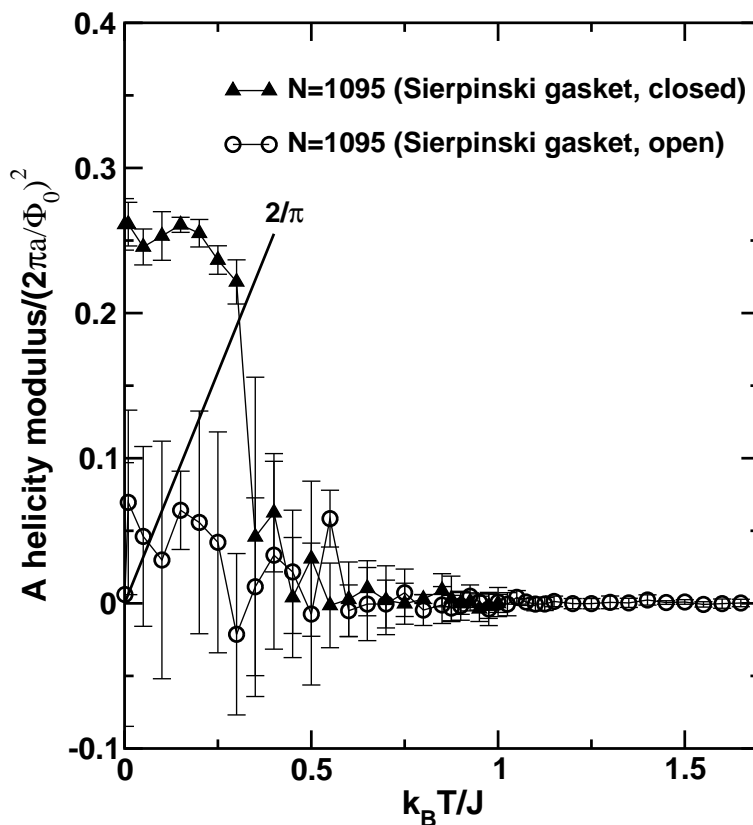 0.4
N=1095 (Sierpinski gasket, closed)
N=1095 (Sierpinski gasket, open)
0.3
2/π
0.2
0.1
0
-0.1
A helicity modulus/(2πa/Φ₀)²
0 0.5 1 1.5
k_BT/J